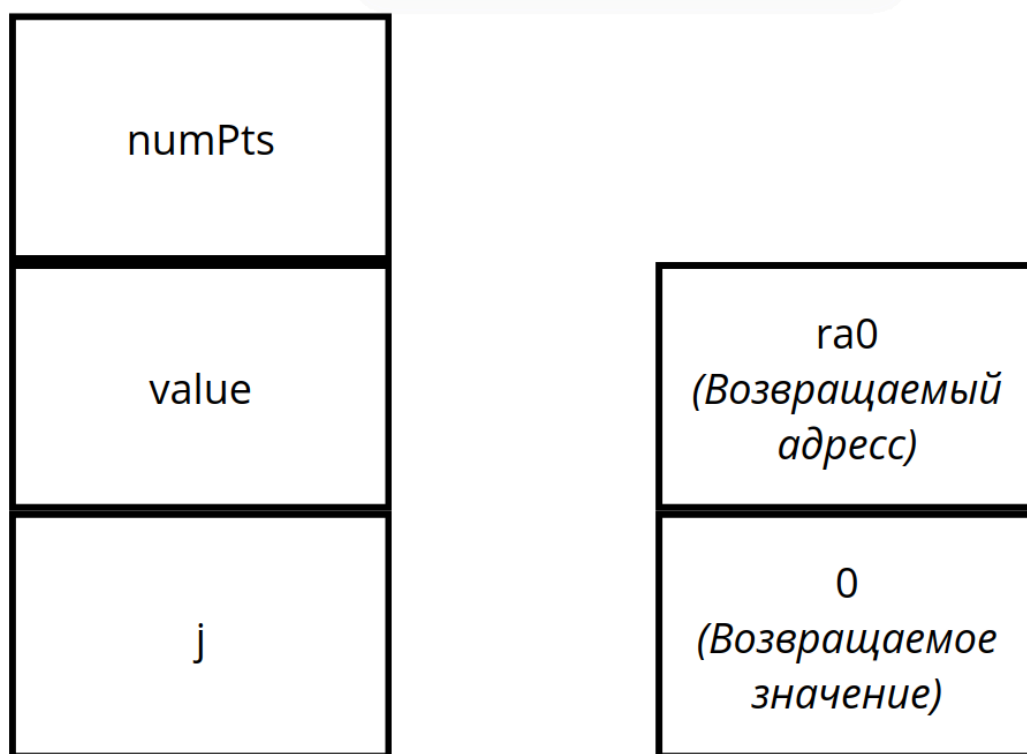 numPts
value
j
ra0
(Возвращаемый
адресс)
0
(Возвращаемое
значение)